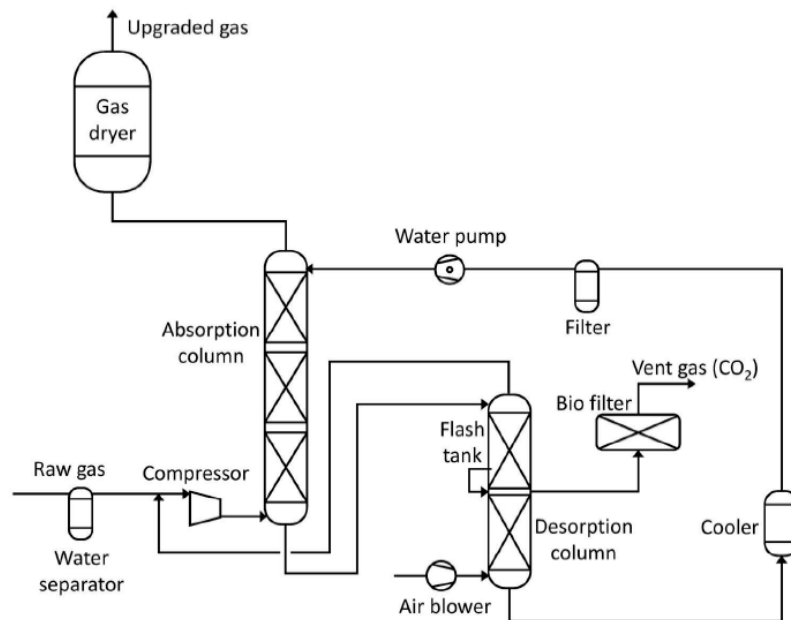 Upgraded gas
Gas
dryer
Water pump
Filter
Absorption
column
Vent gas (CO₂)
Bio filter
Flash
tank
Raw gas
Compressor
Water
separator
Desorption
column
Cooler
Air blower